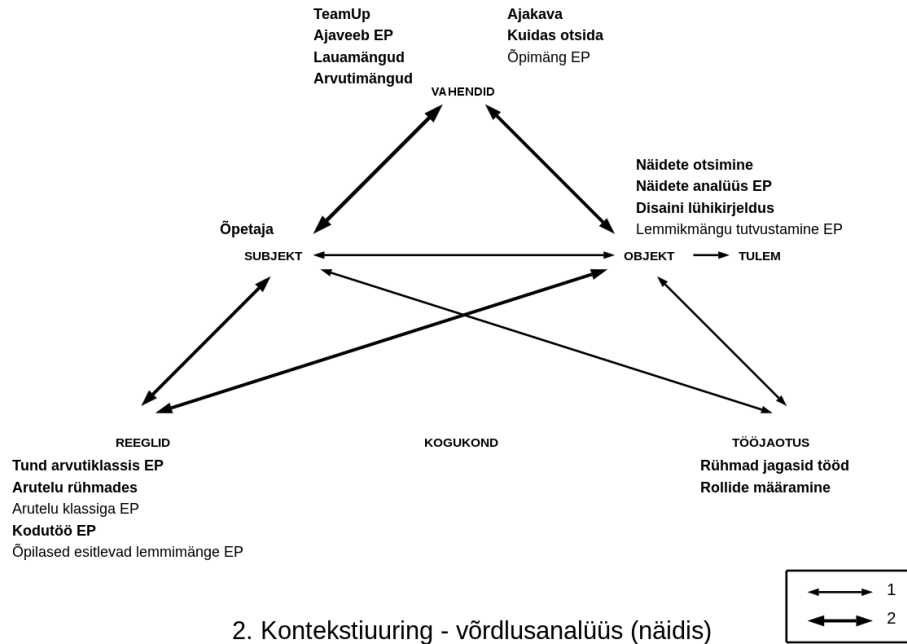 TeamUp
Ajaveeb EP
Lauamängud
Arvutimängud
Ajakava
Kuidas otsida
Õpimäng EP
VAHENDID
Näidete otsimine
Näidete analüüs EP
Disaini lühikirjeldus
Lemmikmängu tutvustamine EP
Õpetaja
SUBJEKT
OBJEKT
TULEM
REEGLID
Tund arvutiklassis EP
Arutelu rühmades
Arutelu klassiga EP
Kodutöö EP
Õpilased esitlevad lemmimänge EP
KOGUKOND
TÖÖJAOTUS
Rühmad jagasid tööd
Rollide määramine
1
2
2. Kontekstiuuring - võrdlusanalüüs (näidis)